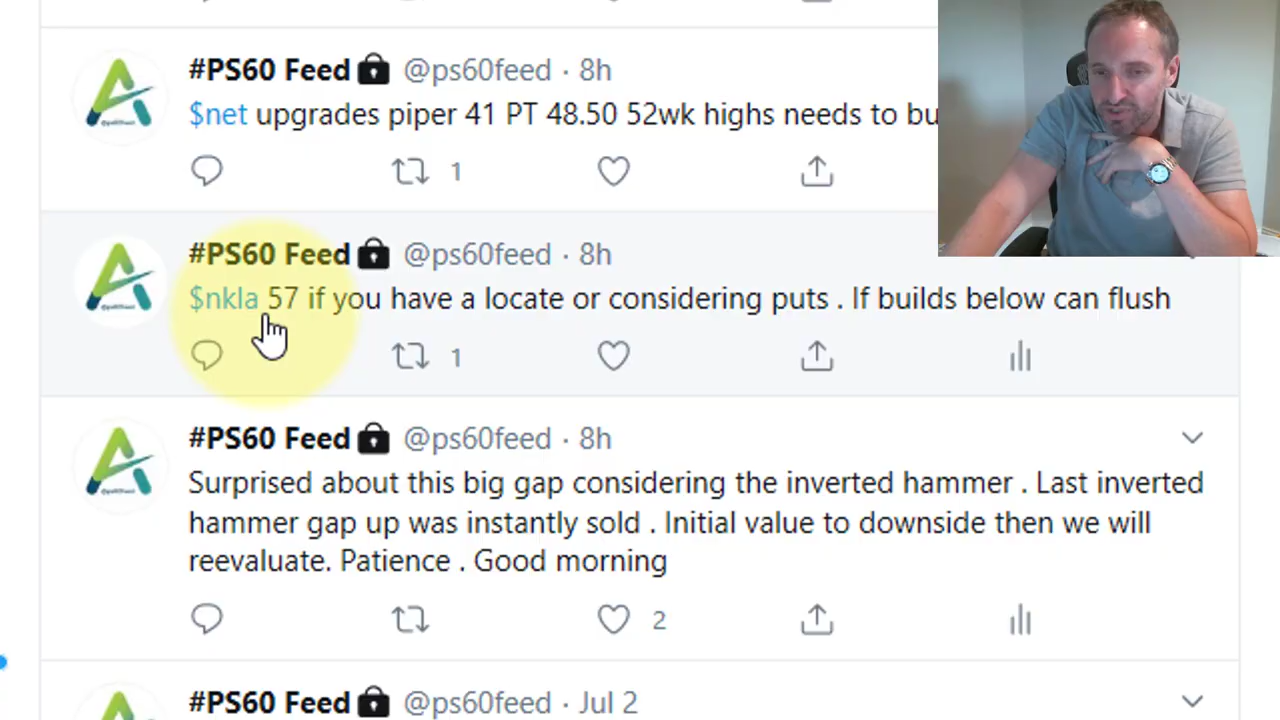 #PS60 Feed @ps60feed · 8h
$net upgrades piper 41 PT 48.50 52wk highs needs to bu
1
#PS60 Feed @ps60feed · 8h
$nkla 57 if you have a locate or considering puts . If builds below can flush
1
#PS60 Feed @ps60feed · 8h
Surprised about this big gap considering the inverted hammer . Last inverted
hammer gap up was instantly sold . Initial value to downside then we will
reevaluate. Patience . Good morning
2
#PS60 Feed @ps60feed · Jul 2